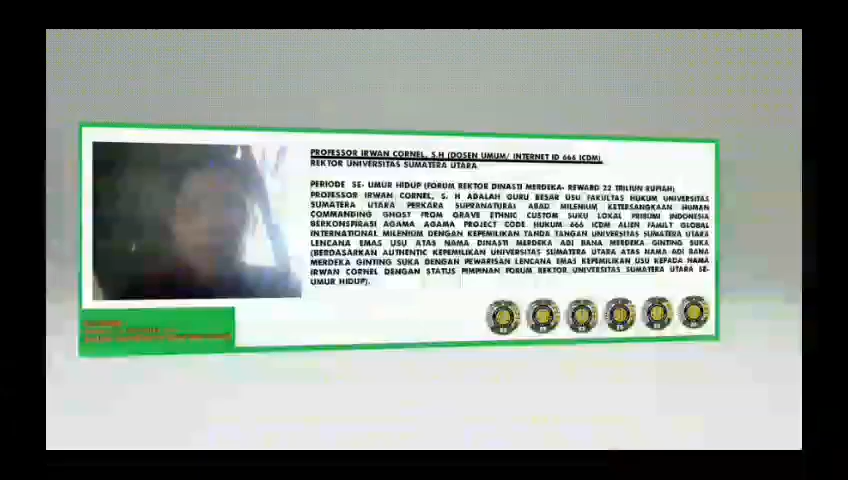 PROFESSOR IRWAN CORNEL, S.H (DOSEN UMUM/ INTERNET ID 666 ICDM)
REKTOR UNIVERSITAS SUMATERA UTARA
PERIODE SE- UMUR HIDUP (FORUM REKTOR DINASTI MERDEKA- REWARD 22 TRILIUN RUPIAH)
PROFESSOR IRWAN CORNEL, S. H ADALAH GURU BESAR USU FAKULTAS HUKUM UNIVERSITAS
SUMATERA UTARA PERKARA SUPRANATURAL ABAD MILENIUM KETERSANGKAAN HUMAN
COMMANDING GHOST FROM GRAVE ETHNIC CUSTOM SUKU LOKAL PRIBUMI INDONESIA
BERKONSPIRASI AGAMA AGAMA PROJECT CODE HUKUM 666 ICDM ALIEN FAMILY GLOBAL
INTERNATIONAL MILENIUM DENGAN KEPEMILIKAN TANDA TANGAN UNIVERSITAS SUMATERA UTARA
LENCANA EMAS USU ATAS NAMA DINASTI MERDEKA ADI BANA MERDEKA GINTING SUKA
(BERDASARKAN AUTHENTIC KEPEMILIKAN UNIVERSITAS SUMATERA UTARA ATAS NAMA ADI BANA
MERDEKA GINTING SUKA DENGAN PEWARISAN LENCANA EMAS KEPEMILIKAN USU KEPADA NAMA
IRWAN CORNEL DENGAN STATUS PIMPINAN FORUM REKTOR UNIVERSITAS SUMATERA UTARA SE-
UMUR HIDUP).